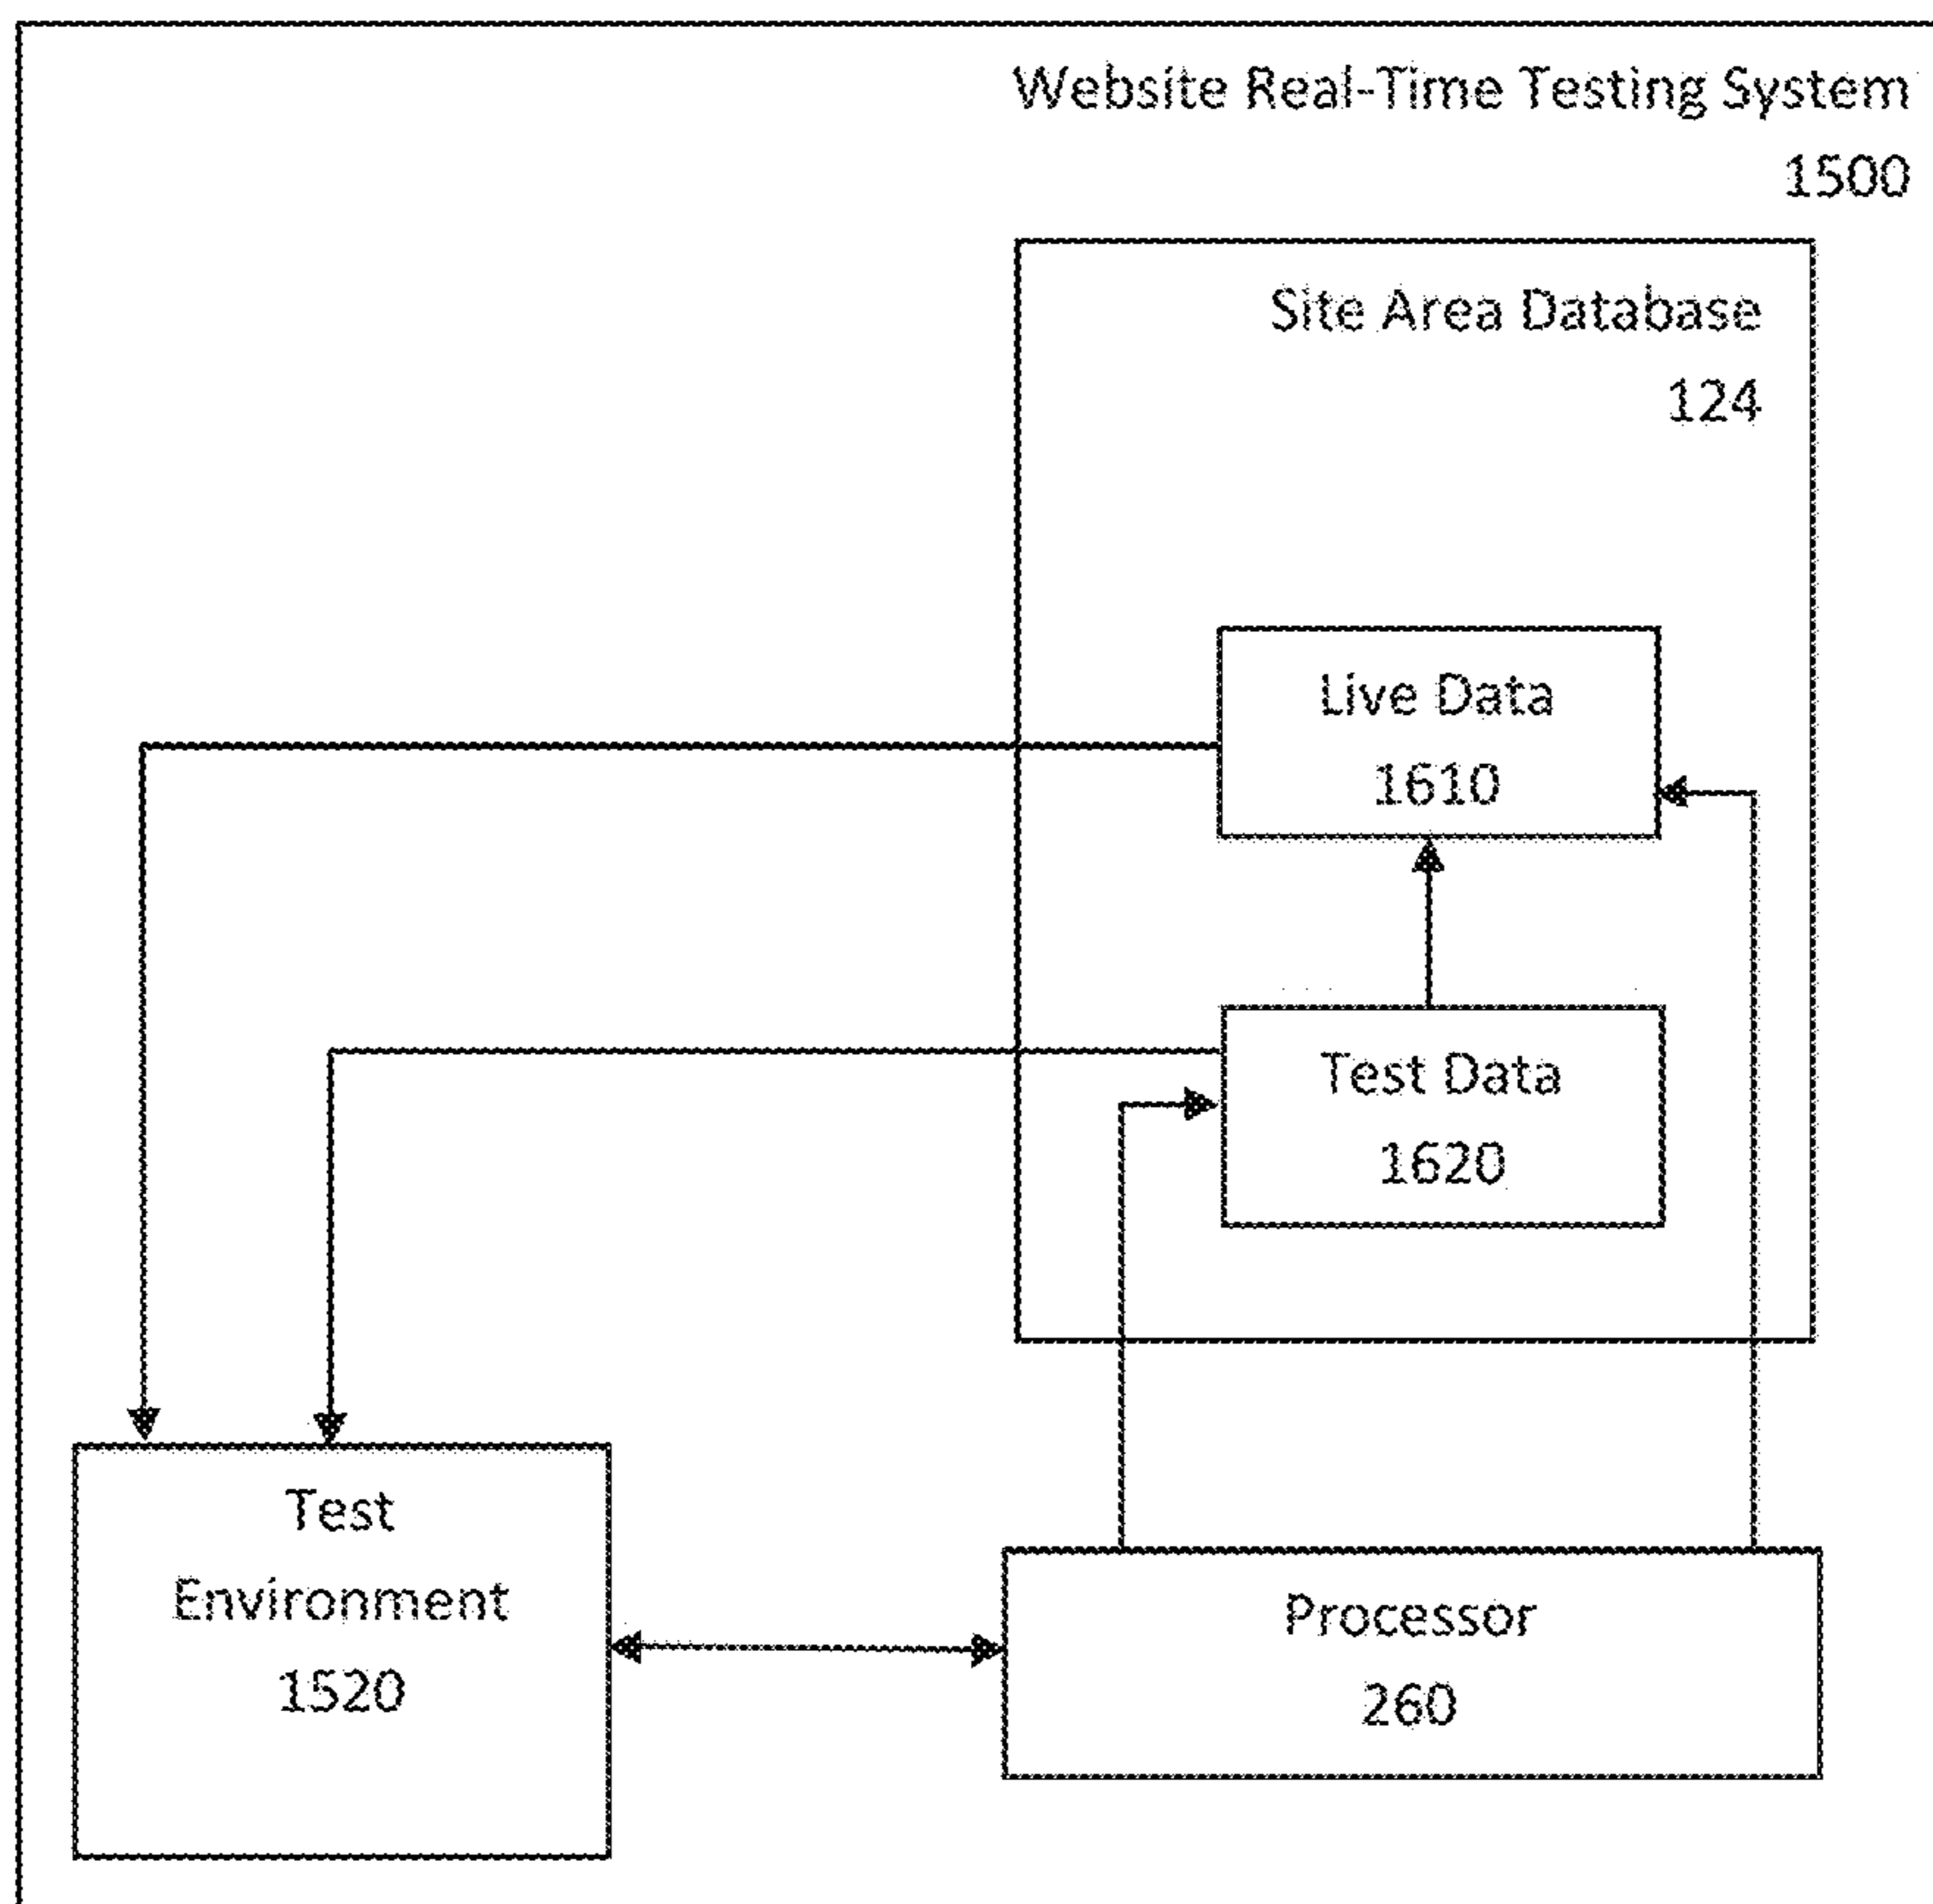 Website Real-Time Testing System
1500
Site Area Database
124
Live Data
1610
Test Data
1620
Test
Environment
1520
Processor
260